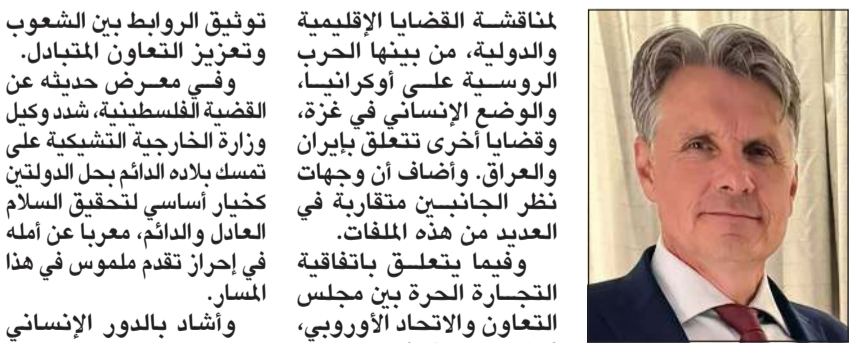 لمناقشة القضايا الإقليمية
والدولية، من بينها الحرب
الروسية على أوكرانيا،
والوضع الإنساني في غزة،
وقضايا أخرى تتعلق بإيران
والعراق. وأضاف أن وجهات
نظر الجانبين متقاربة في
العديد من هذه الملفات.
وفيما يتعلق باتفاقية
التجارة الحرة بين مجلس
التعاون والاتحاد الأوروبي،
توثيق الروابط بين الشعوب
وتعزيز التعاون المتبادل.
وفي معرض حديثه عن
القضية الفلسطينية، شدد وكيل
وزارة الخارجية التشيكية على
تمسك بلاده الدائم بحل الدولتين
كخيار أساسي لتحقيق السلام
العادل والدائم، معربا عن أمله
في إحراز تقدم ملموس في هذا
المسار.
وأشاد بالدور الإنساني